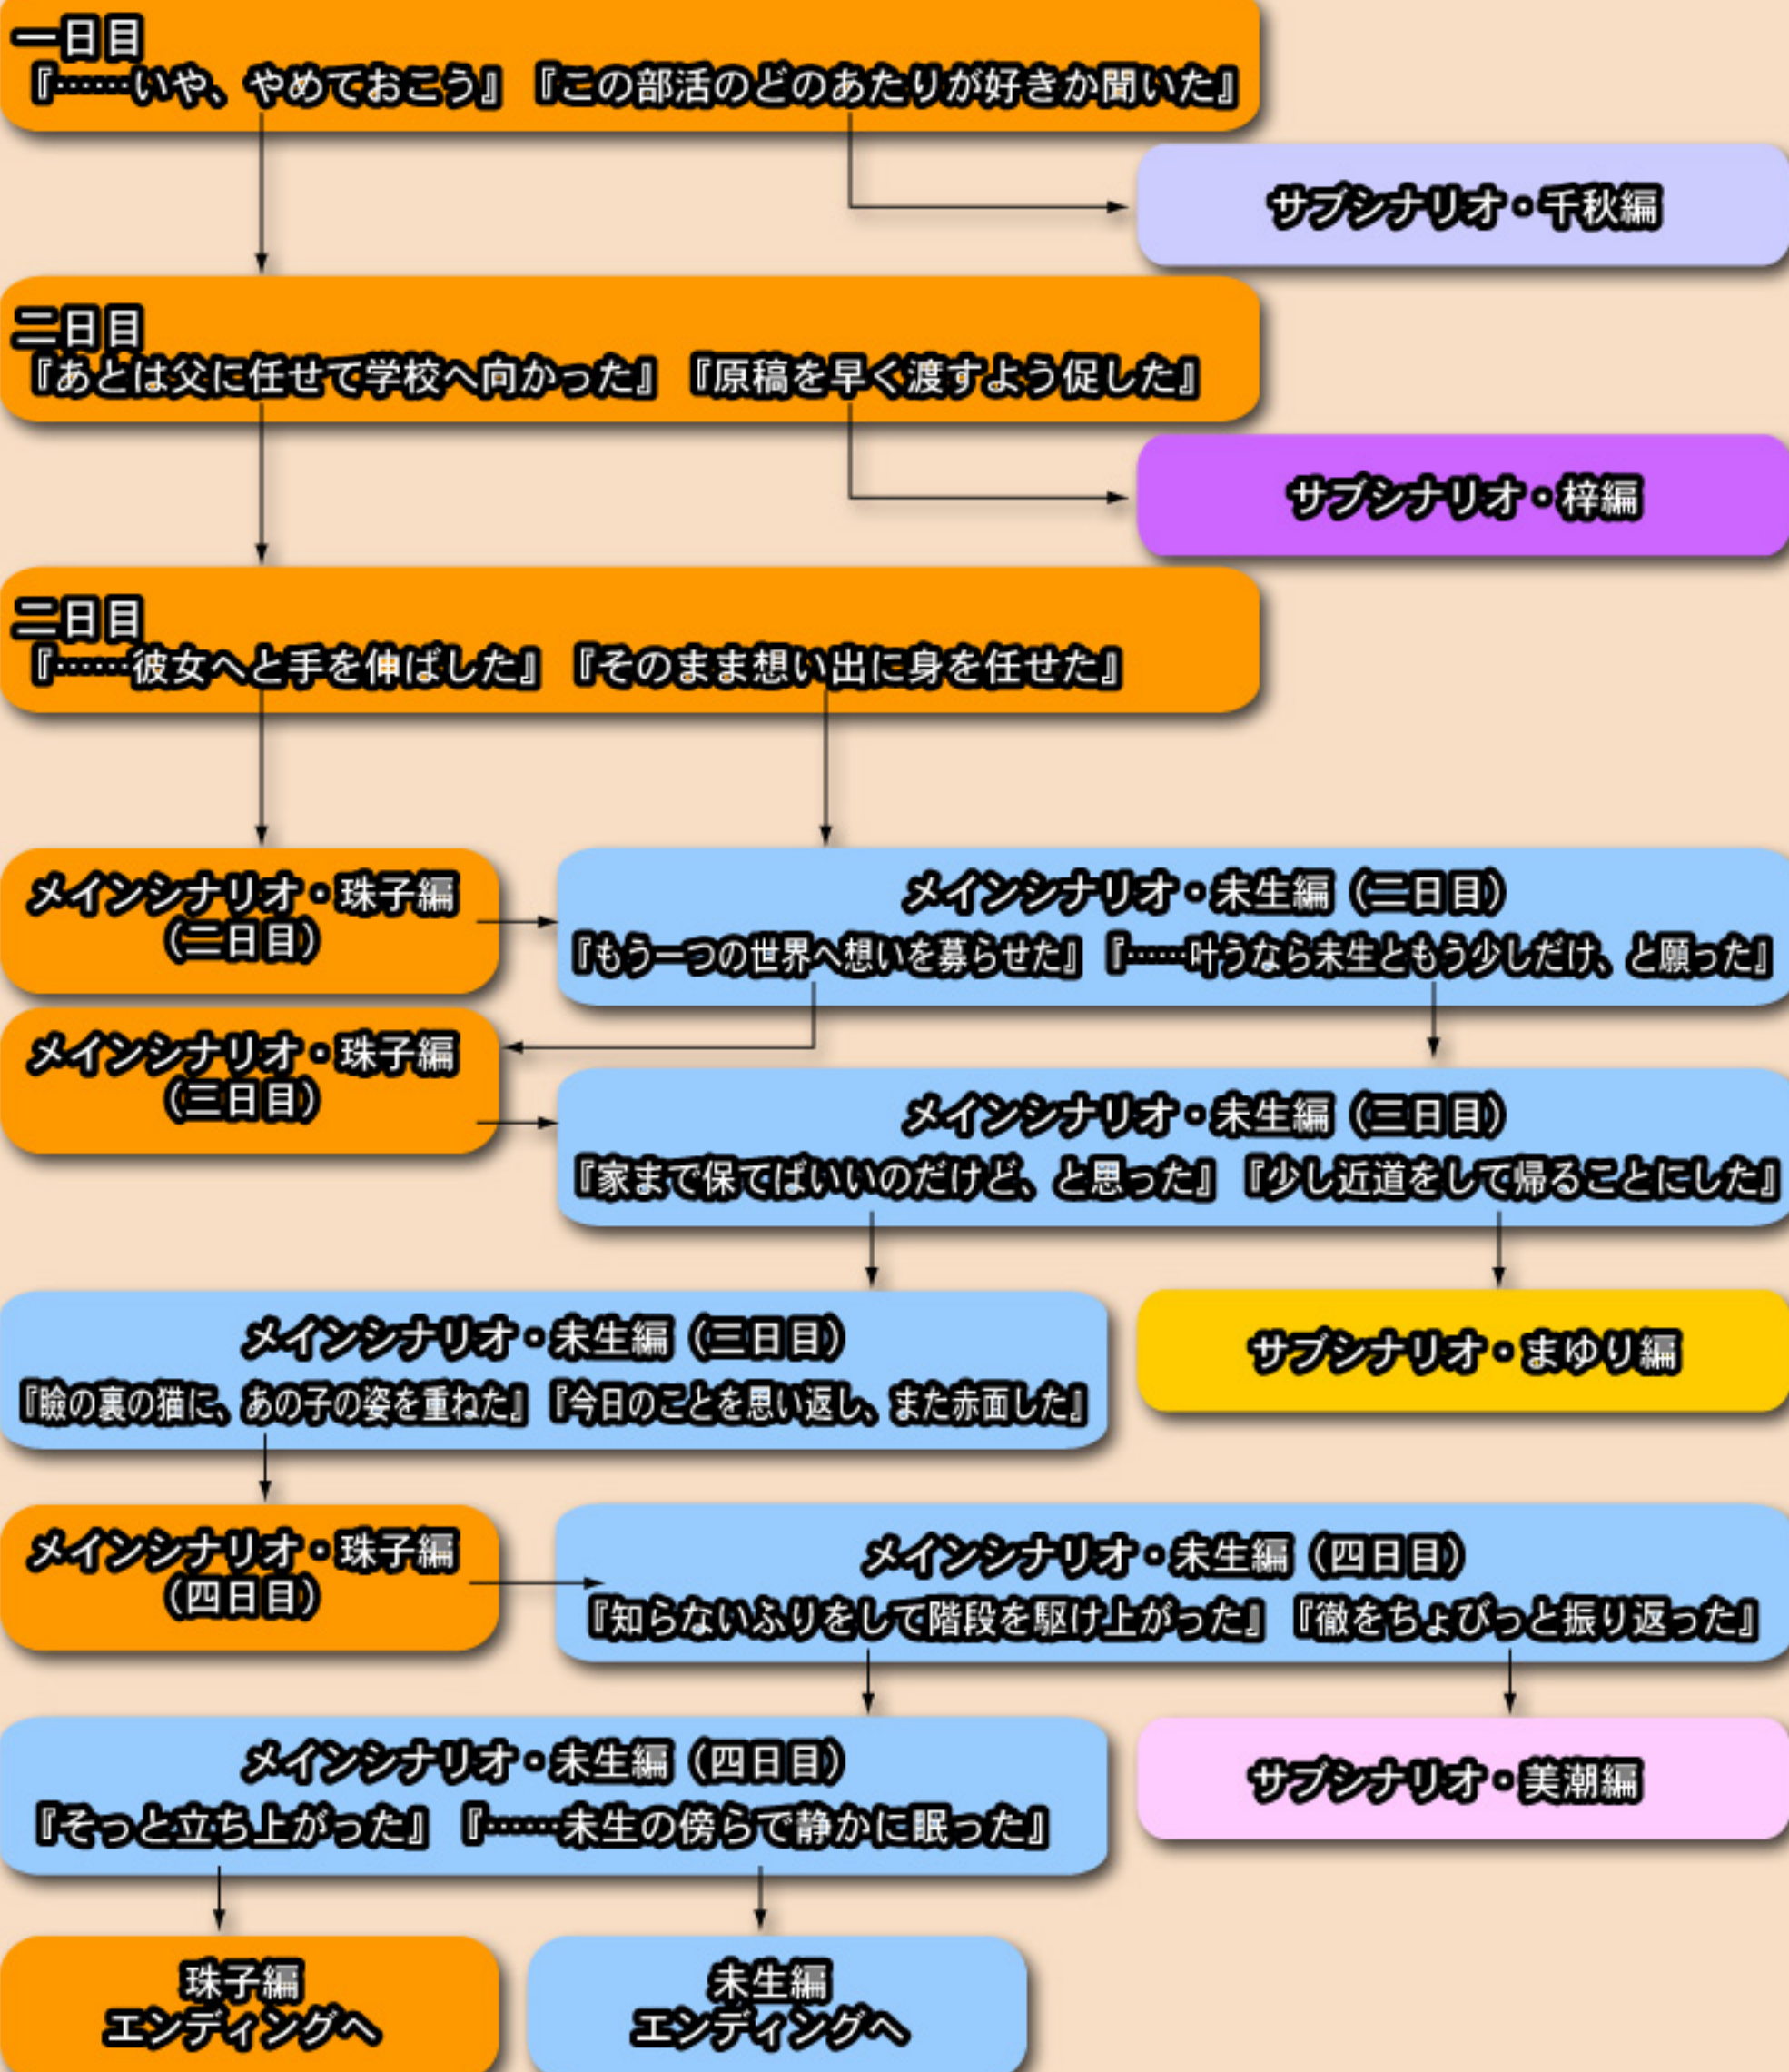 一日目
『……いや、やめておこう』『この部活のどのあたりが好きか聞いた』
サブシナリオ・千秋編
二日目
『あとは父に任せて学校へ向かった』『原稿を早く渡すよう促した』
サブシナリオ・梓編
二日目
『……彼女へと手を伸ばした』『そのまま想い出に身を任せた』
メインシナリオ・珠子編
（二日目）
メインシナリオ・未生編（二日目）
『もう一つの世界へ想いを募らせた』『……叶うなら未生ともう少しだけ、と願った』
メインシナリオ・珠子編
（三日目）
メインシナリオ・未生編（三日目）
『家まで保てばいいのだけど、と思った』『少し近道をして帰ることにした』
メインシナリオ・未生編（三日目）
『瞼の裏の猫に、あの子の姿を重ねた』『今日のことを思い返し、また赤面した』
サブシナリオ・まゆり編
メインシナリオ・珠子編
（四日目）
メインシナリオ・未生編（四日目）
『知らないふりをして階段を駆け上がった』『徹をちょびっと振り返った』
メインシナリオ・未生編（四日目）
『そっと立ち上がった』『……未生の傍らで静かに眠った』
サブシナリオ・美潮編
珠子編
エンディングへ
未生編
エンディングへ